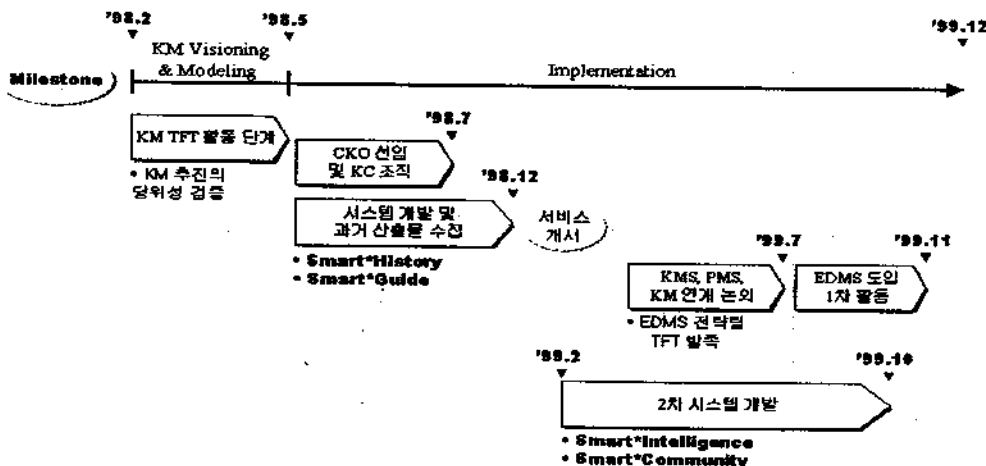 '98.2
'98.5
'99.12
KM Visioning
& Modeling
Implementation
Milestone
'98.7
KM TFT 활동 단계
CKO 선임
및 KC 조직
• KM 추진의
당위성 검증
'98.12
시스템 개발 및
과거 산출물 수집
서비스
개서
• Smart*History
• Smart*Guide
'99.7
'99.11
KMS, PMS,
KM 연계 논의
EDMS 도입
1차 활동
• EDMS 전략팀
TFT 발족
'99.2
'99.10
2차 시스템 개발
• Smart*Intelligence
• Smart*Community